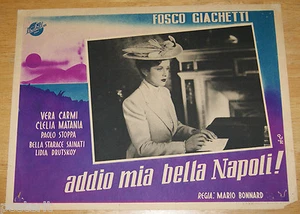 FOSCO GIACHETTI
VERA CARMI
CLELIA MATANIA
PAOLO STOPPA
BELLA STARACE SAINATI
LIDIA DRUTSKOY
addio mia bella Napoli!
REGIA: MARIO BONNARD